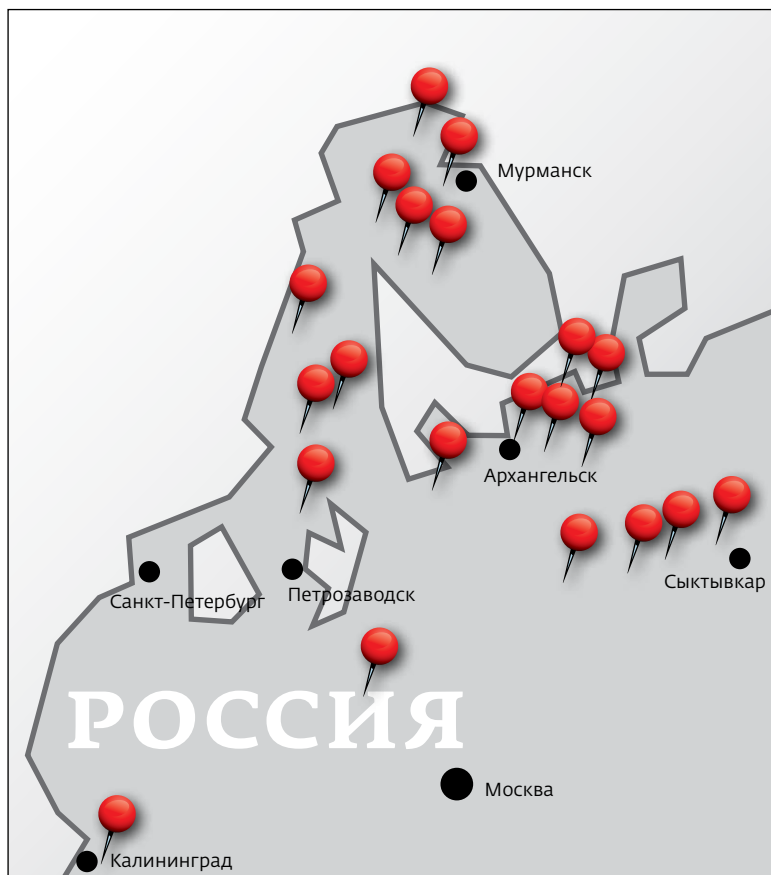 Мурманск
Архангельск
Сыктывкар
Санкт-Петербург
Петрозаводск
РОССИЯ
Москва
Калининград